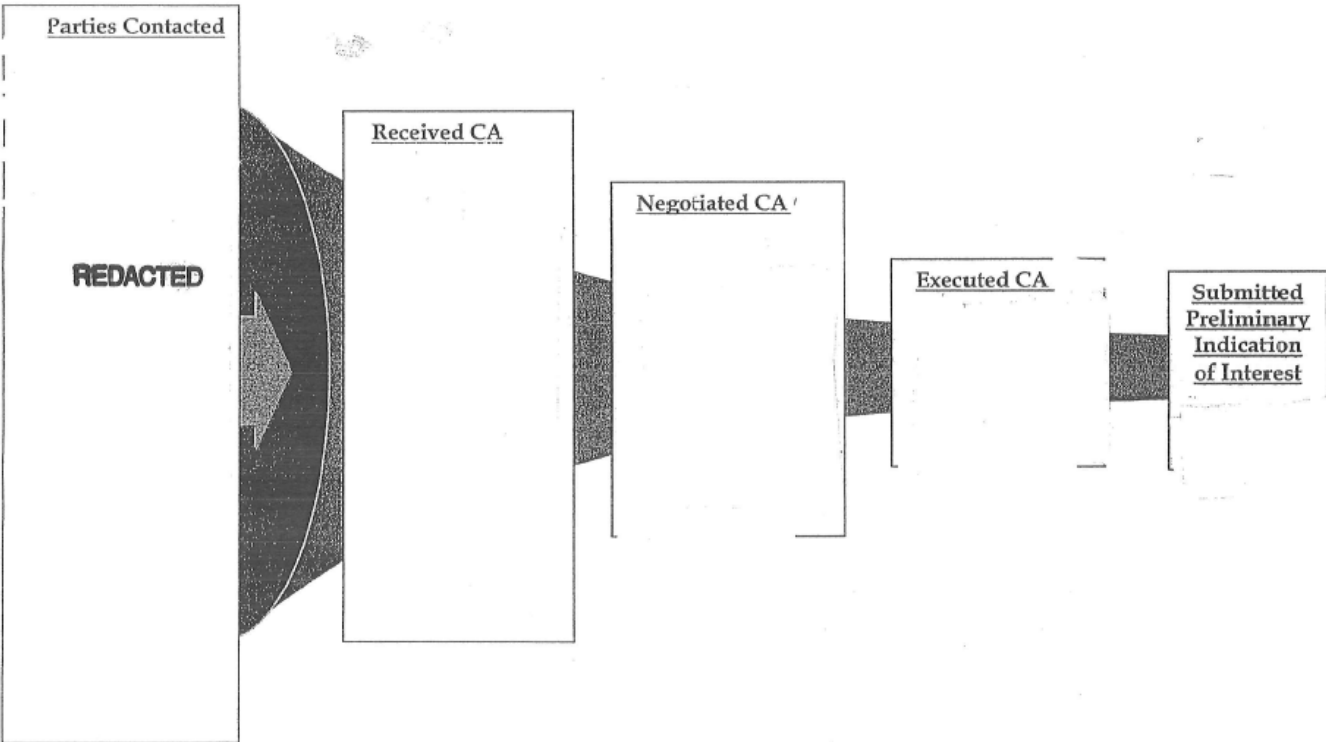 Parties Contacted
REDACTED
Received CA
Negotiated CA
Executed CA
Submitted
Preliminary
Indication
of Interest